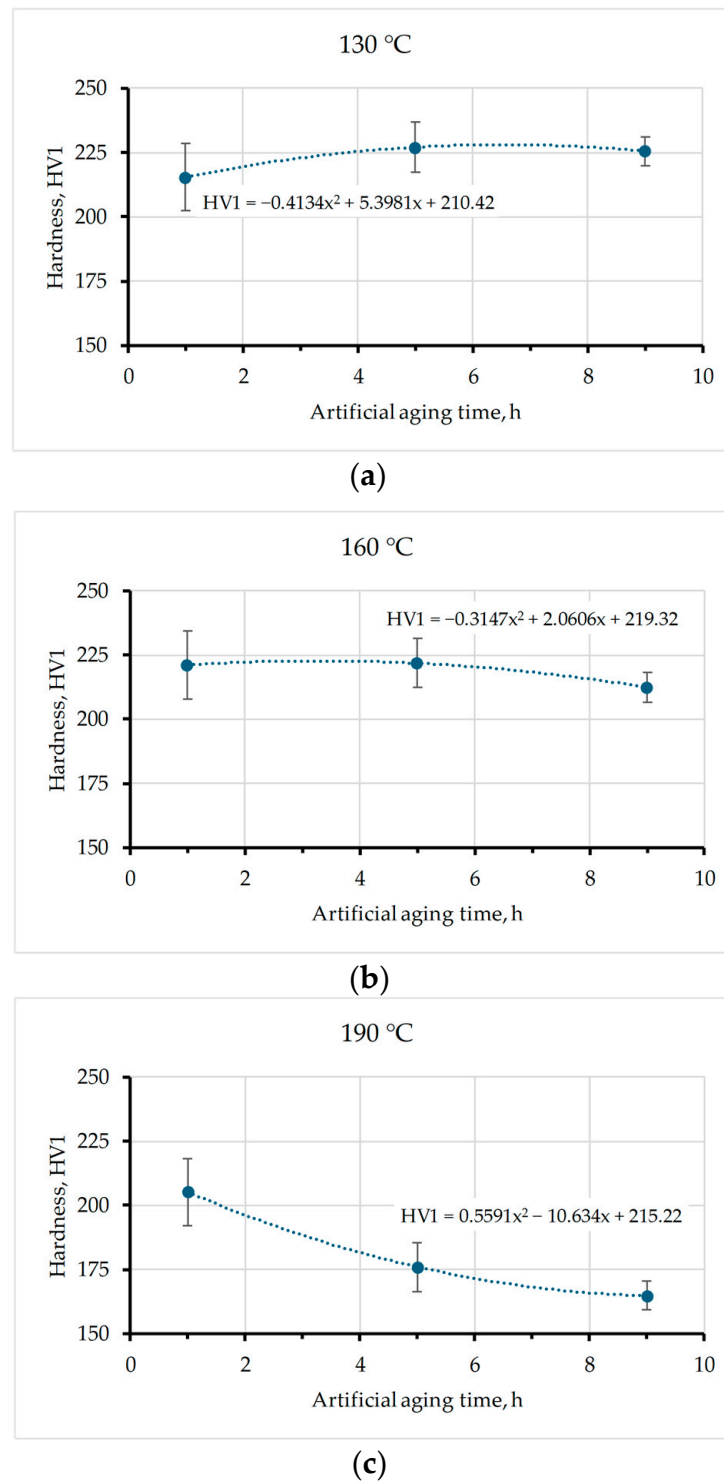 130 °C
250
225
200
175
150
Hardness, HV1
HV1 = −0.4134x² + 5.3981x + 210.42
0 2 4 6 8 10
Artificial aging time, h
(a)
160 °C
250
225
200
175
150
Hardness, HV1
HV1 = −0.3147x² + 2.0606x + 219.32
0 2 4 6 8 10
Artificial aging time, h
(b)
190 °C
250
225
200
175
150
Hardness, HV1
HV1 = 0.5591x² − 10.634x + 215.22
0 2 4 6 8 10
Artificial aging time, h
(c)